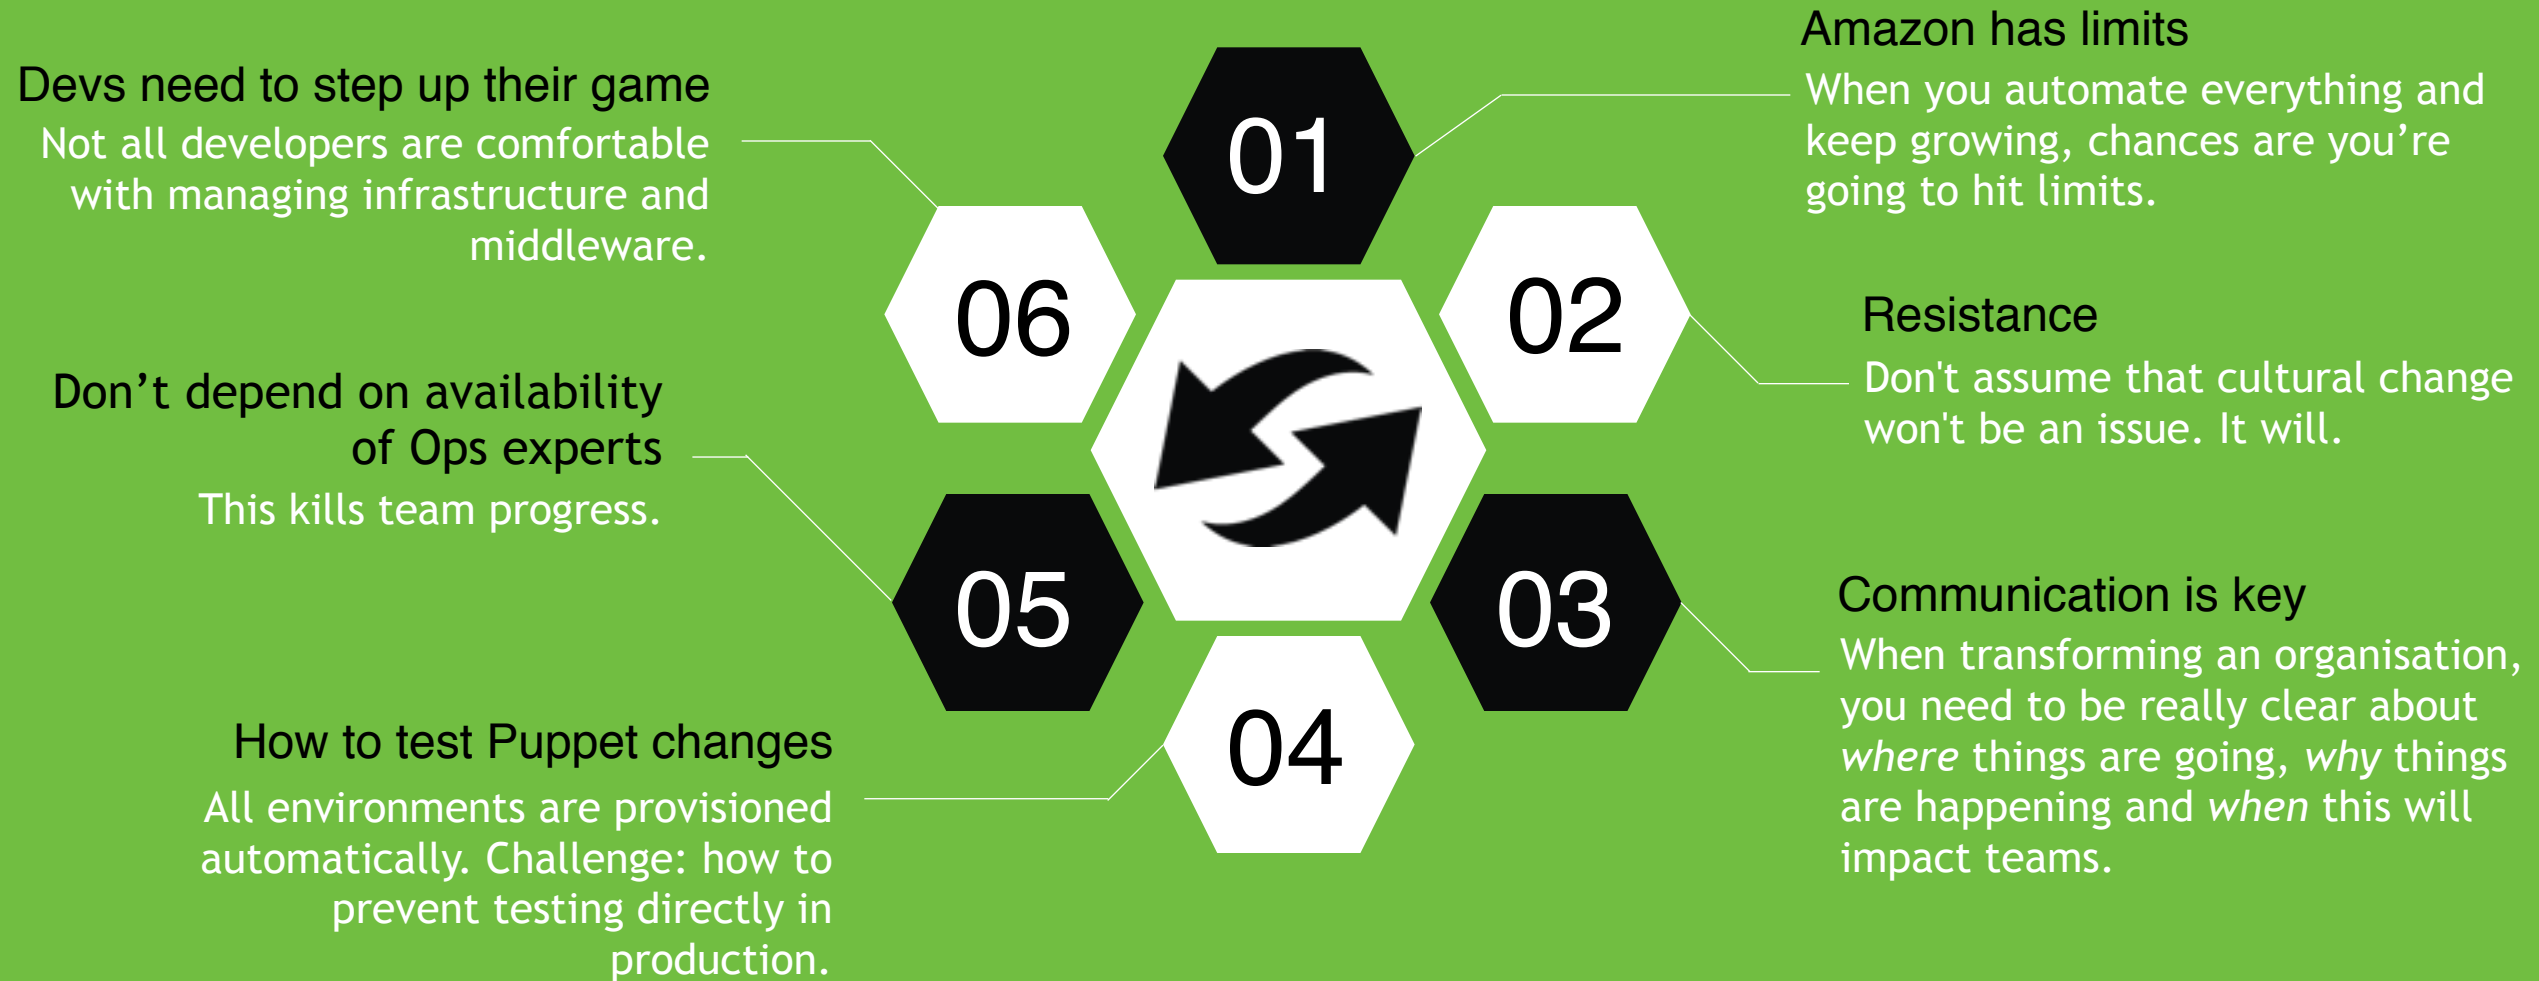 01
Amazon has limits
When you automate everything and
keep growing, chances are you’re
going to hit limits.
02
Resistance
Don't assume that cultural change
won't be an issue. It will.
03
Communication is key
When transforming an organisation,
you need to be really clear about
where things are going, why things
are happening and when this will
impact teams.
04
How to test Puppet changes
All environments are provisioned
automatically. Challenge: how to
prevent testing directly in
production.
05
Don’t depend on availability
of Ops experts
This kills team progress.
06
Devs need to step up their game
Not all developers are comfortable
with managing infrastructure and
middleware.